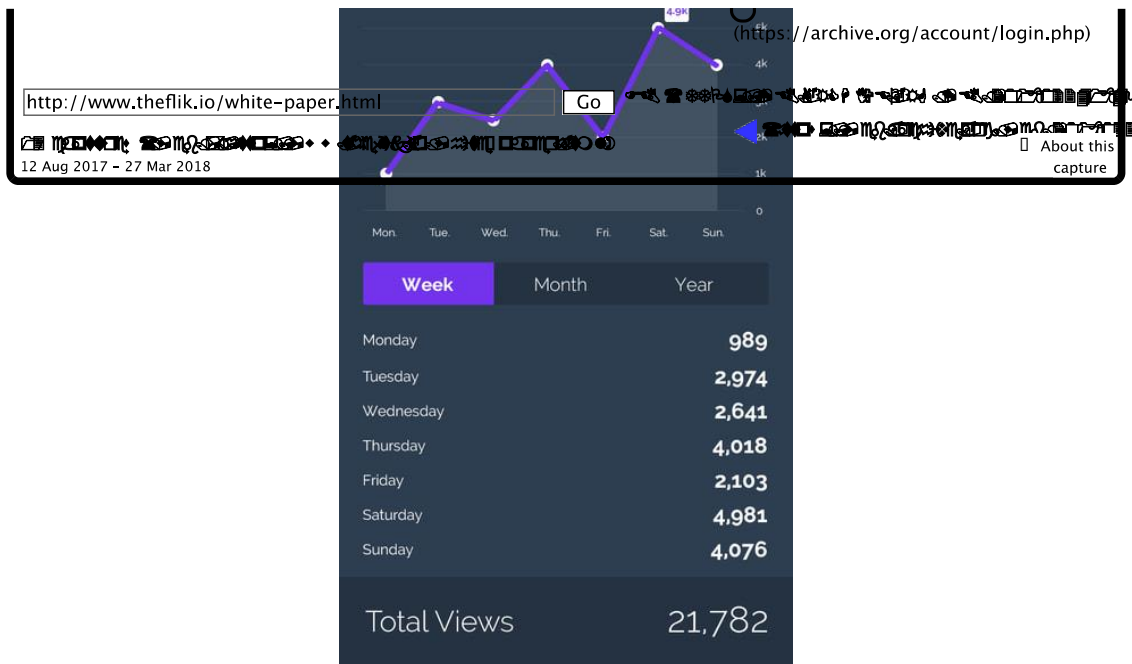 4.9K
5k
(https://archive.org/account/login.php)
4k
http://www.theflik.io/white-paper.html
Go
3k
2k
About this
capture
12 Aug 2017 - 27 Mar 2018
1k
0
Mon. Tue. Wed. Thu. Fri. Sat. Sun.
Week Month Year
Monday 989
Tuesday 2,974
Wednesday 2,641
Thursday 4,018
Friday 2,103
Saturday 4,981
Sunday 4,076
Total Views 21,782